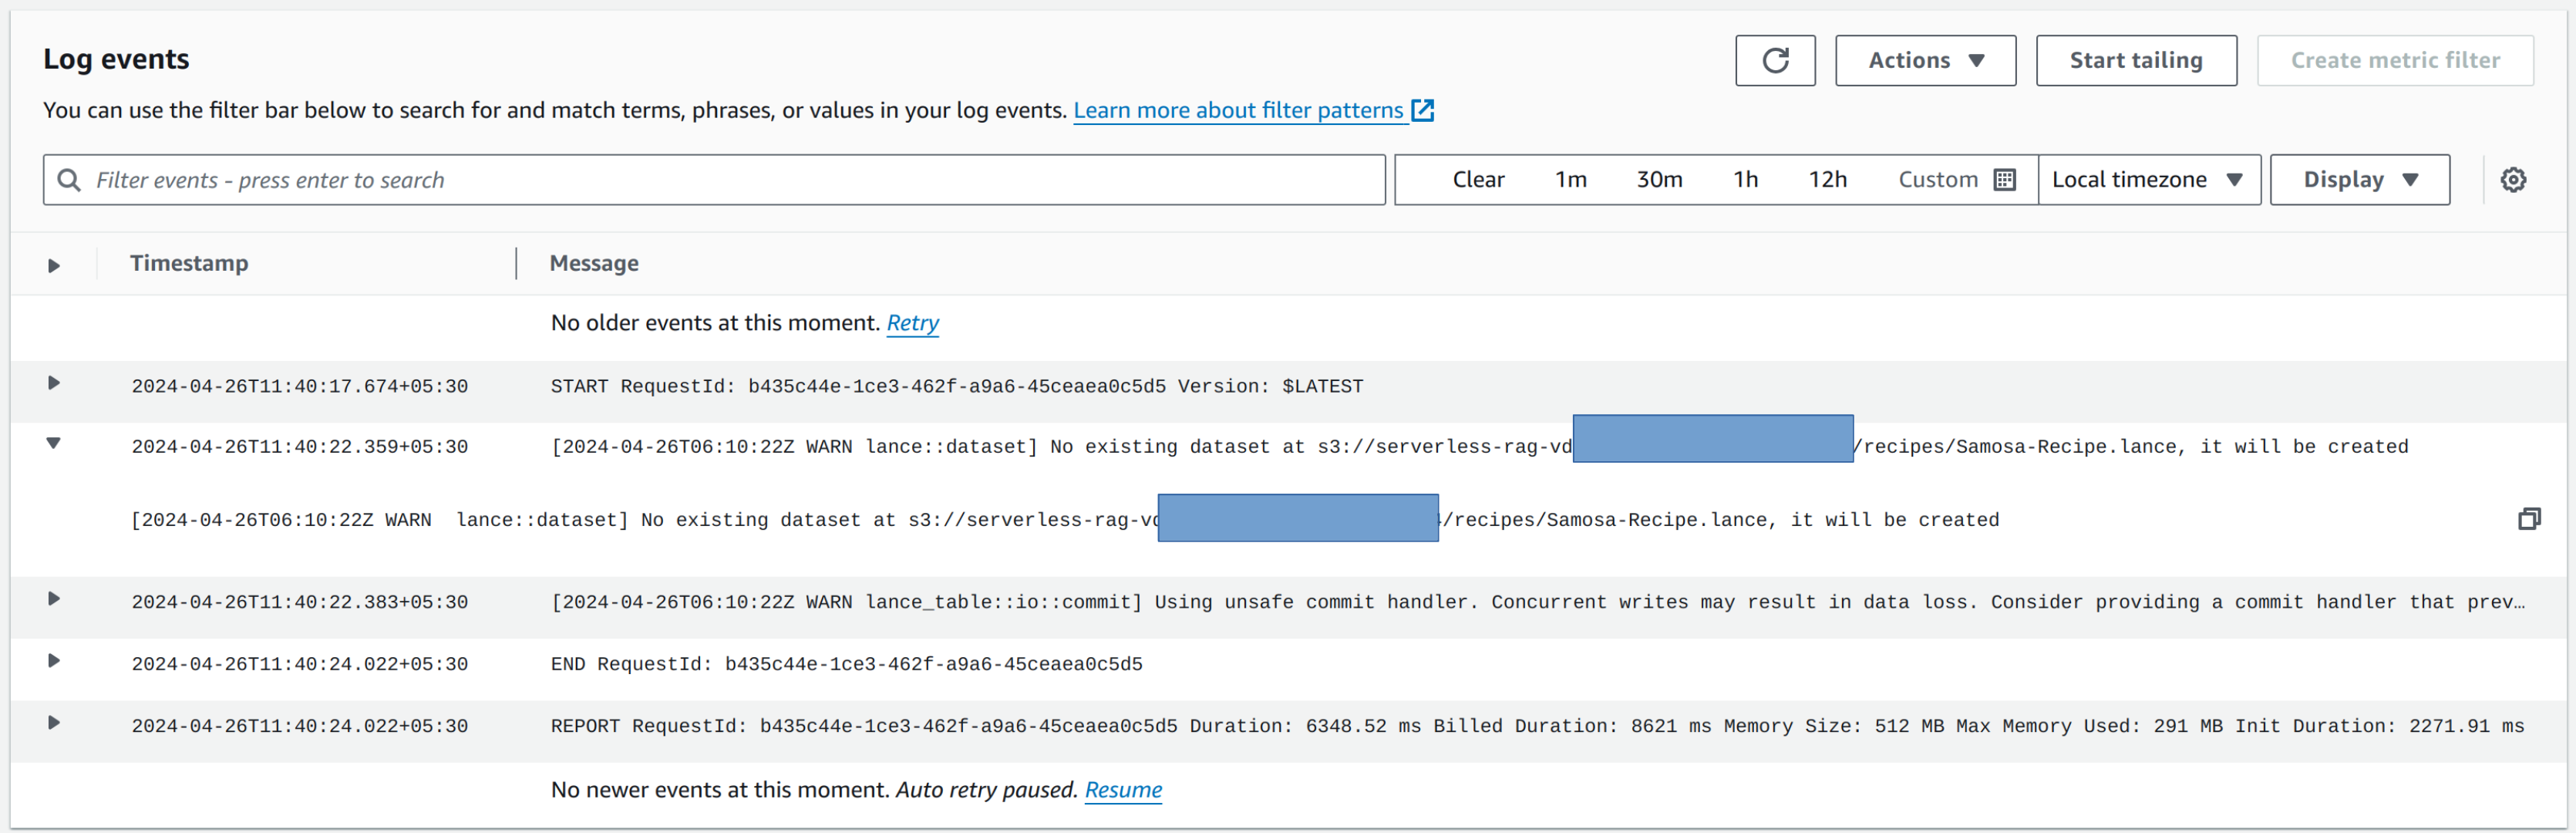 Log events
Actions
Start tailing
Create metric filter
You can use the filter bar below to search for and match terms, phrases, or values in your log events. Learn more about filter patterns
Filter events - press enter to search
Clear 1m 30m 1h 12h Custom Local timezone Display
Timestamp Message
No older events at this moment. Retry
2024-04-26T11:40:17.674+05:30 START RequestId: b435c44e-1ce3-462f-a9a6-45ceaea0c5d5 Version: $LATEST
2024-04-26T11:40:22.359+05:30 [2024-04-26T06:10:22Z WARN lance::dataset] No existing dataset at s3://serverless-rag-vd /recipes/Samosa-Recipe.lance, it will be created
[2024-04-26T06:10:22Z WARN  lance::dataset] No existing dataset at s3://serverless-rag-v /recipes/Samosa-Recipe.lance, it will be created
2024-04-26T11:40:22.383+05:30 [2024-04-26T06:10:22Z WARN lance_table::io::commit] Using unsafe commit handler. Concurrent writes may result in data loss. Consider providing a commit handler that prev…
2024-04-26T11:40:24.022+05:30 END RequestId: b435c44e-1ce3-462f-a9a6-45ceaea0c5d5
2024-04-26T11:40:24.022+05:30 REPORT RequestId: b435c44e-1ce3-462f-a9a6-45ceaea0c5d5 Duration: 6348.52 ms Billed Duration: 8621 ms Memory Size: 512 MB Max Memory Used: 291 MB Init Duration: 2271.91 ms
No newer events at this moment. Auto retry paused. Resume